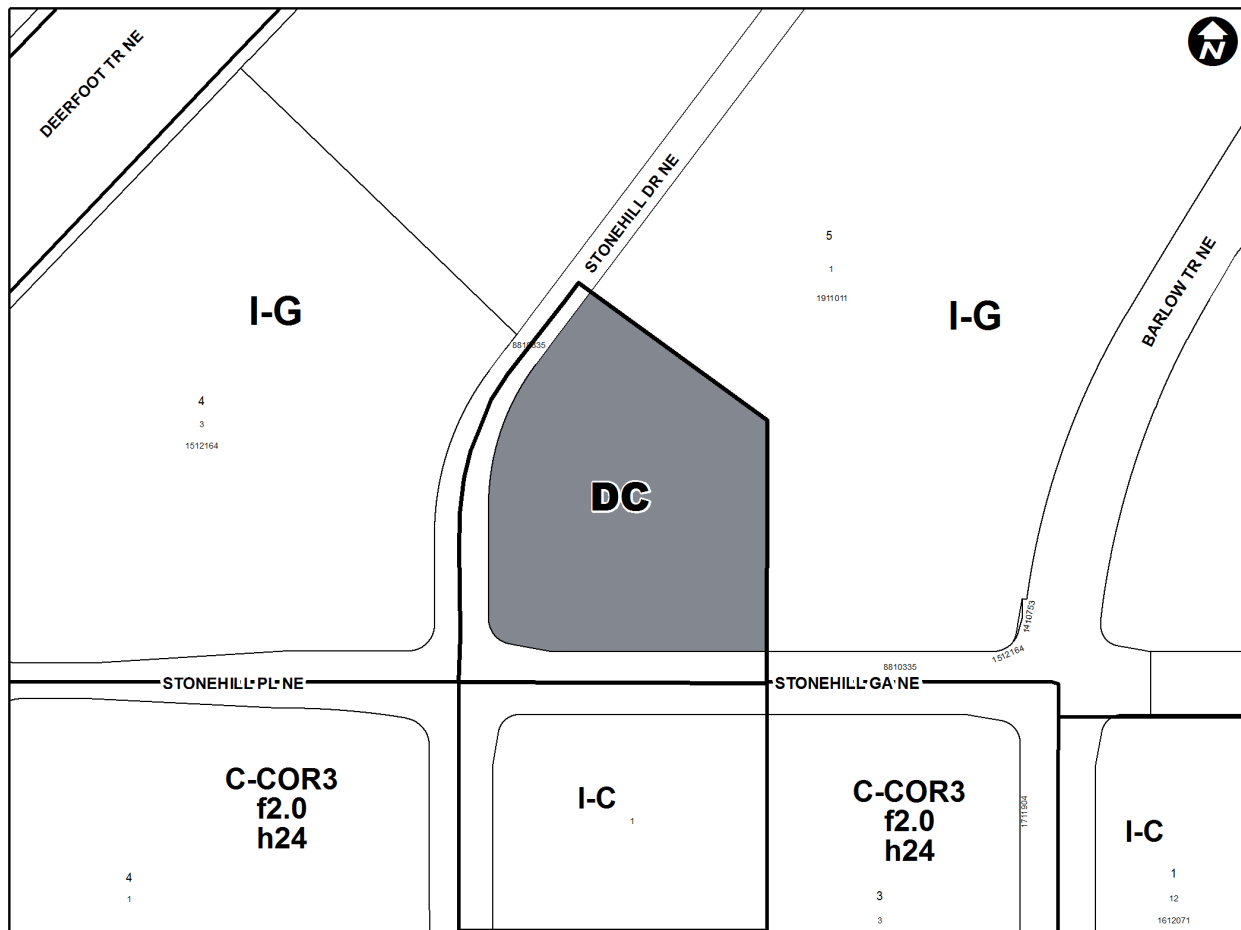 N
DEERFOOT TR NE
STONEHILL DR NE
5
1
1911011
BARLOW TR NE
I-G
I-G
8810335
4
3
1512164
DC
1410753
1512164
8810335
STONEHILL PL NE
STONEHILL GA NE
C-COR3
f2.0
h24
I-C
1
C-COR3
f2.0
h24
1711904
I-C
4
1
3
3
1
12
1612071